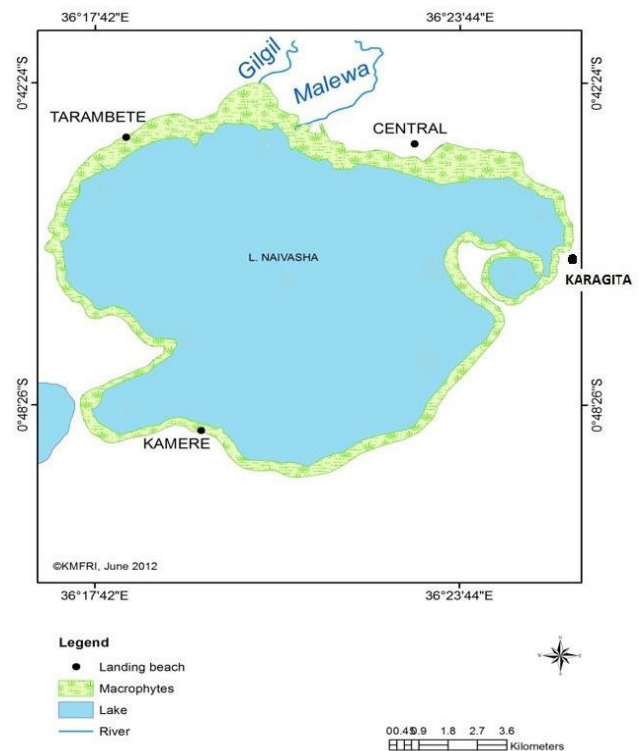 36°17'42"E 36°23'44"E
0°42'24"S 0°42'24"S
Gilgil
Malewa
TARAMBETE
CENTRAL
L. NAIVASHA
KARAGITA
0°48'26"S 0°48'26"S
KAMERE
©KMFRI, June 2012
36°17'42"E 36°23'44"E
Legend
Landing beach
Macrophytes
Lake
River
N
1.8 2.7 3.6
Kilometers